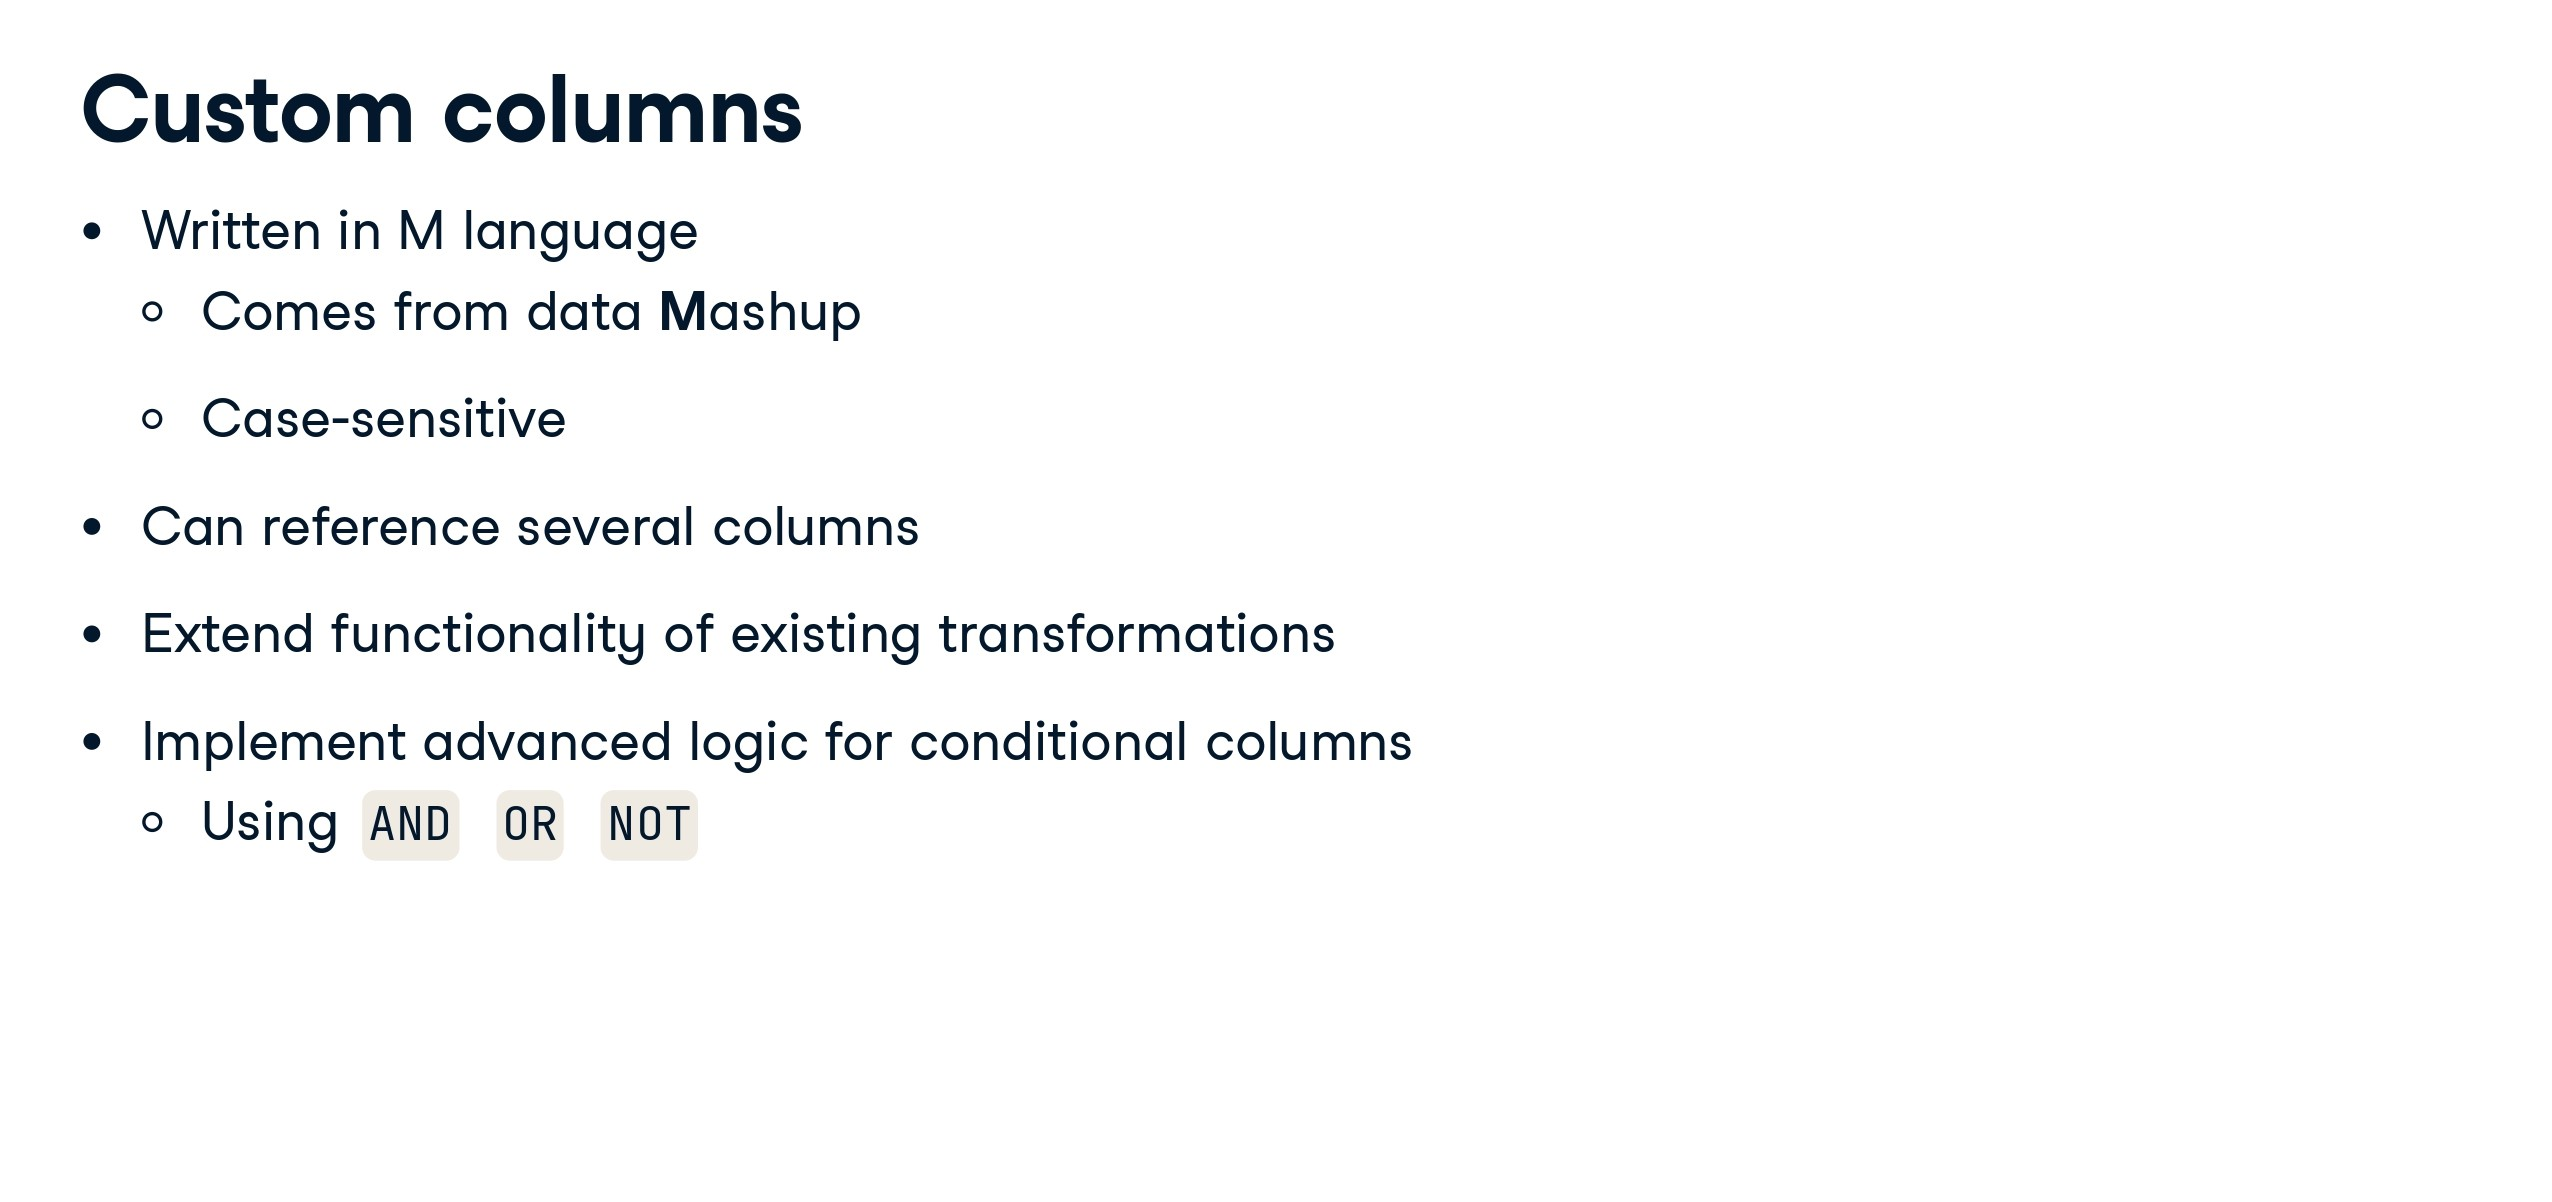 Custom columns
• Written in M language
◦ Comes from data Mashup
◦ Case-sensitive
• Can reference several columns
• Extend functionality of existing transformations
• Implement advanced logic for conditional columns
◦ Using AND OR NOT